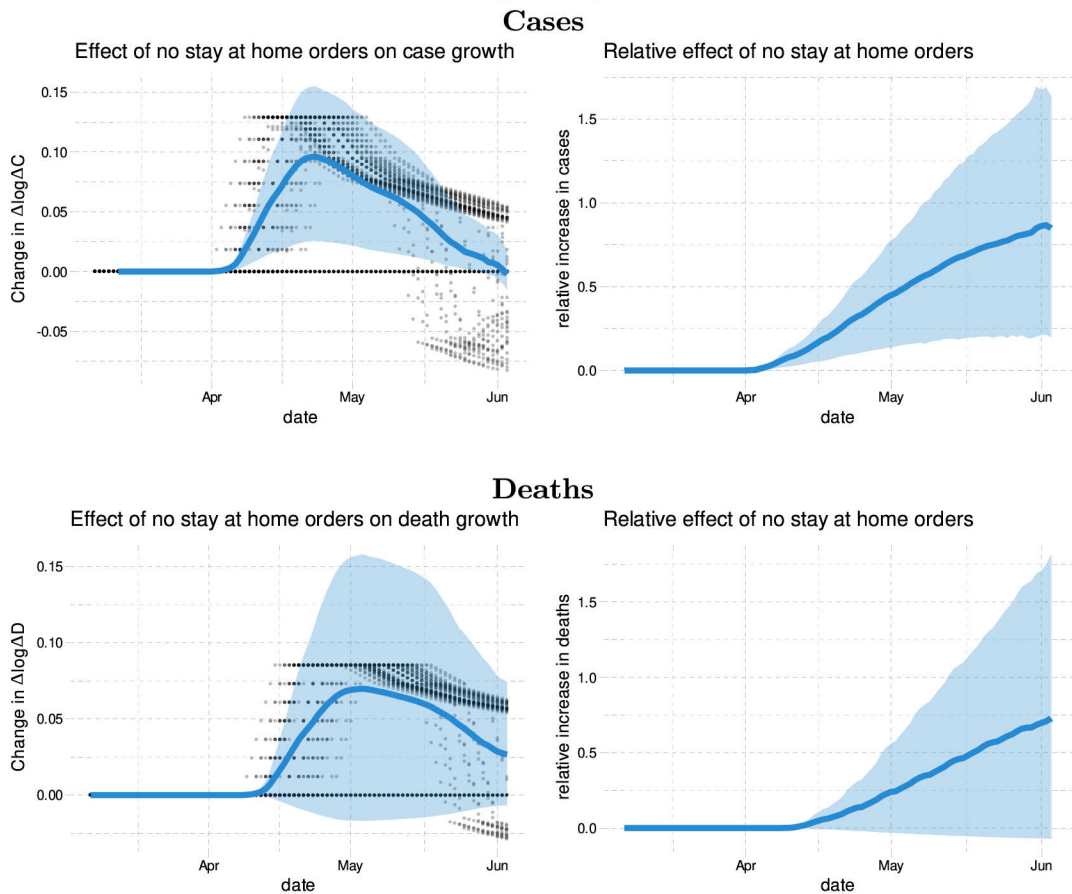 Cases
Effect of no stay at home orders on case growth
Change in ΔlogΔC
0.15
0.10
0.05
0.00
-0.05
Apr
May
Jun
date
Relative effect of no stay at home orders
relative increase in cases
1.5
1.0
0.5
0.0
Apr
May
Jun
date
Deaths
Effect of no stay at home orders on death growth
Change in ΔlogΔD
0.15
0.10
0.05
0.00
Apr
May
Jun
date
Relative effect of no stay at home orders
relative increase in deaths
1.5
1.0
0.5
0.0
Apr
May
Jun
date